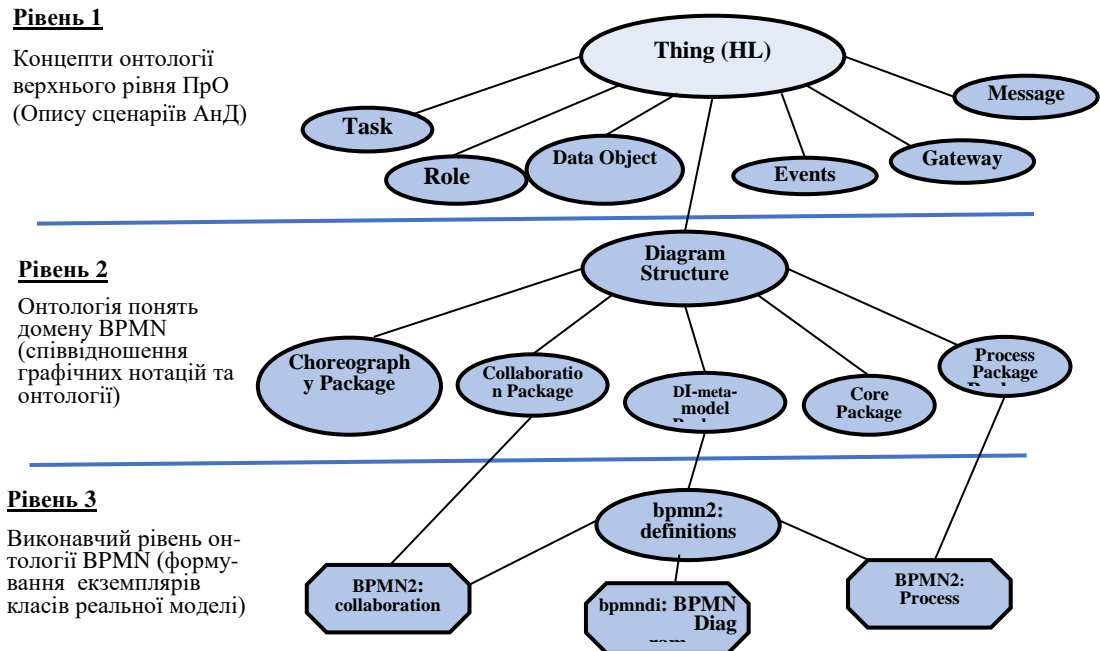 Рівень 1
Концепти онтології
верхнього рівня ПрО
(Опису сценаріїв АнД)
Thing (HL)
Message
Task
Data Object
Gateway
Role
Events
Рівень 2
Онтологія понять
домену BPMN
(співвідношення
графічних нотацій та
онтології)
Diagram
Structure
Choreograph
y Package
Collaboratio
n Package
DI-meta-
model
Core
Package
Process
Package
Рівень 3
Виконавчий рівень он-
тології BPMN (форму-
вання екземплярів
класів реальної моделі)
bpmn2:
definitions
BPMN2:
collaboration
bpmndi: BPMN
Diag
BPMN2:
Process